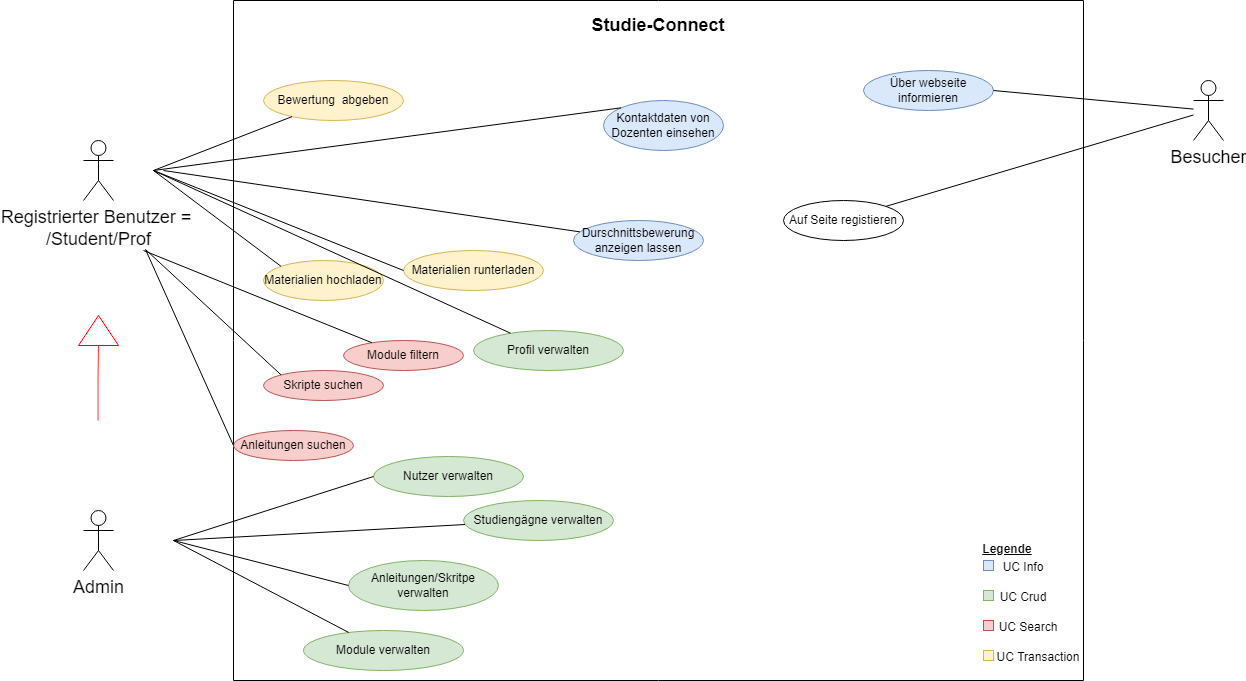 Studie-Connect
Bewertung abgeben
Kontaktdaten von
Dozenten einsehen
Über webseite
informieren
Besucher
Registrierter Benutzer =
/Student/Prof
Auf Seite registieren
Durschnittsbewerung
anzeigen lassen
Materialien hochladen
Materialien runterladen
Module filtern
Profil verwalten
Skripte suchen
Anleitungen suchen
Nutzer verwalten
Studiengägne verwalten
Admin
Anleitungen/Skritpe
verwalten
Module verwalten
Legende
UC Info
UC Crud
UC Search
UC Transaction